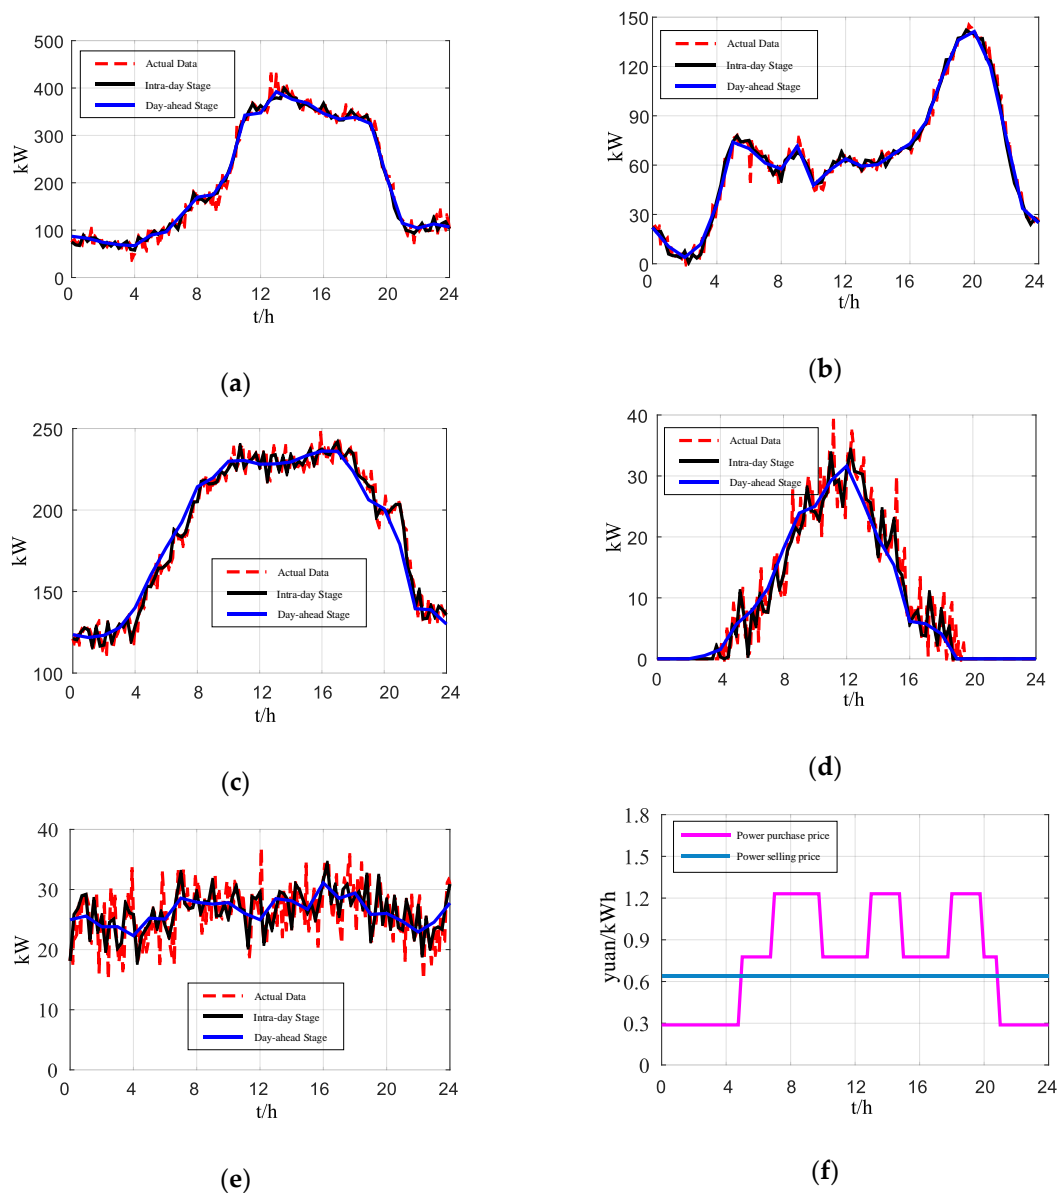 500
400
300
200
100
0
kW
Actual Data
Intra-day Stage
Day-ahead Stage
0 4 8 12 16 20 24
t/h
(a)
150
120
90
60
30
0
kW
Actual Data
Intra-day Stage
Day-ahead Stage
0 4 8 12 16 20 24
t/h
(b)
250
200
150
100
kW
Actual Data
Intra-day Stage
Day-ahead Stage
0 4 8 12 16 20 24
t/h
(c)
40
30
20
10
0
kW
Actual Data
Intra-day Stage
Day-ahead Stage
0 4 8 12 16 20 24
t/h
(d)
40
30
20
10
0
kW
Actual Data
Intra-day Stage
Day-ahead Stage
0 4 8 12 16 20 24
t/h
(e)
1.8
1.5
1.2
0.9
0.6
0.3
0
yuan/kWh
Power purchase price
Power selling price
0 4 8 12 16 20 24
t/h
(f)